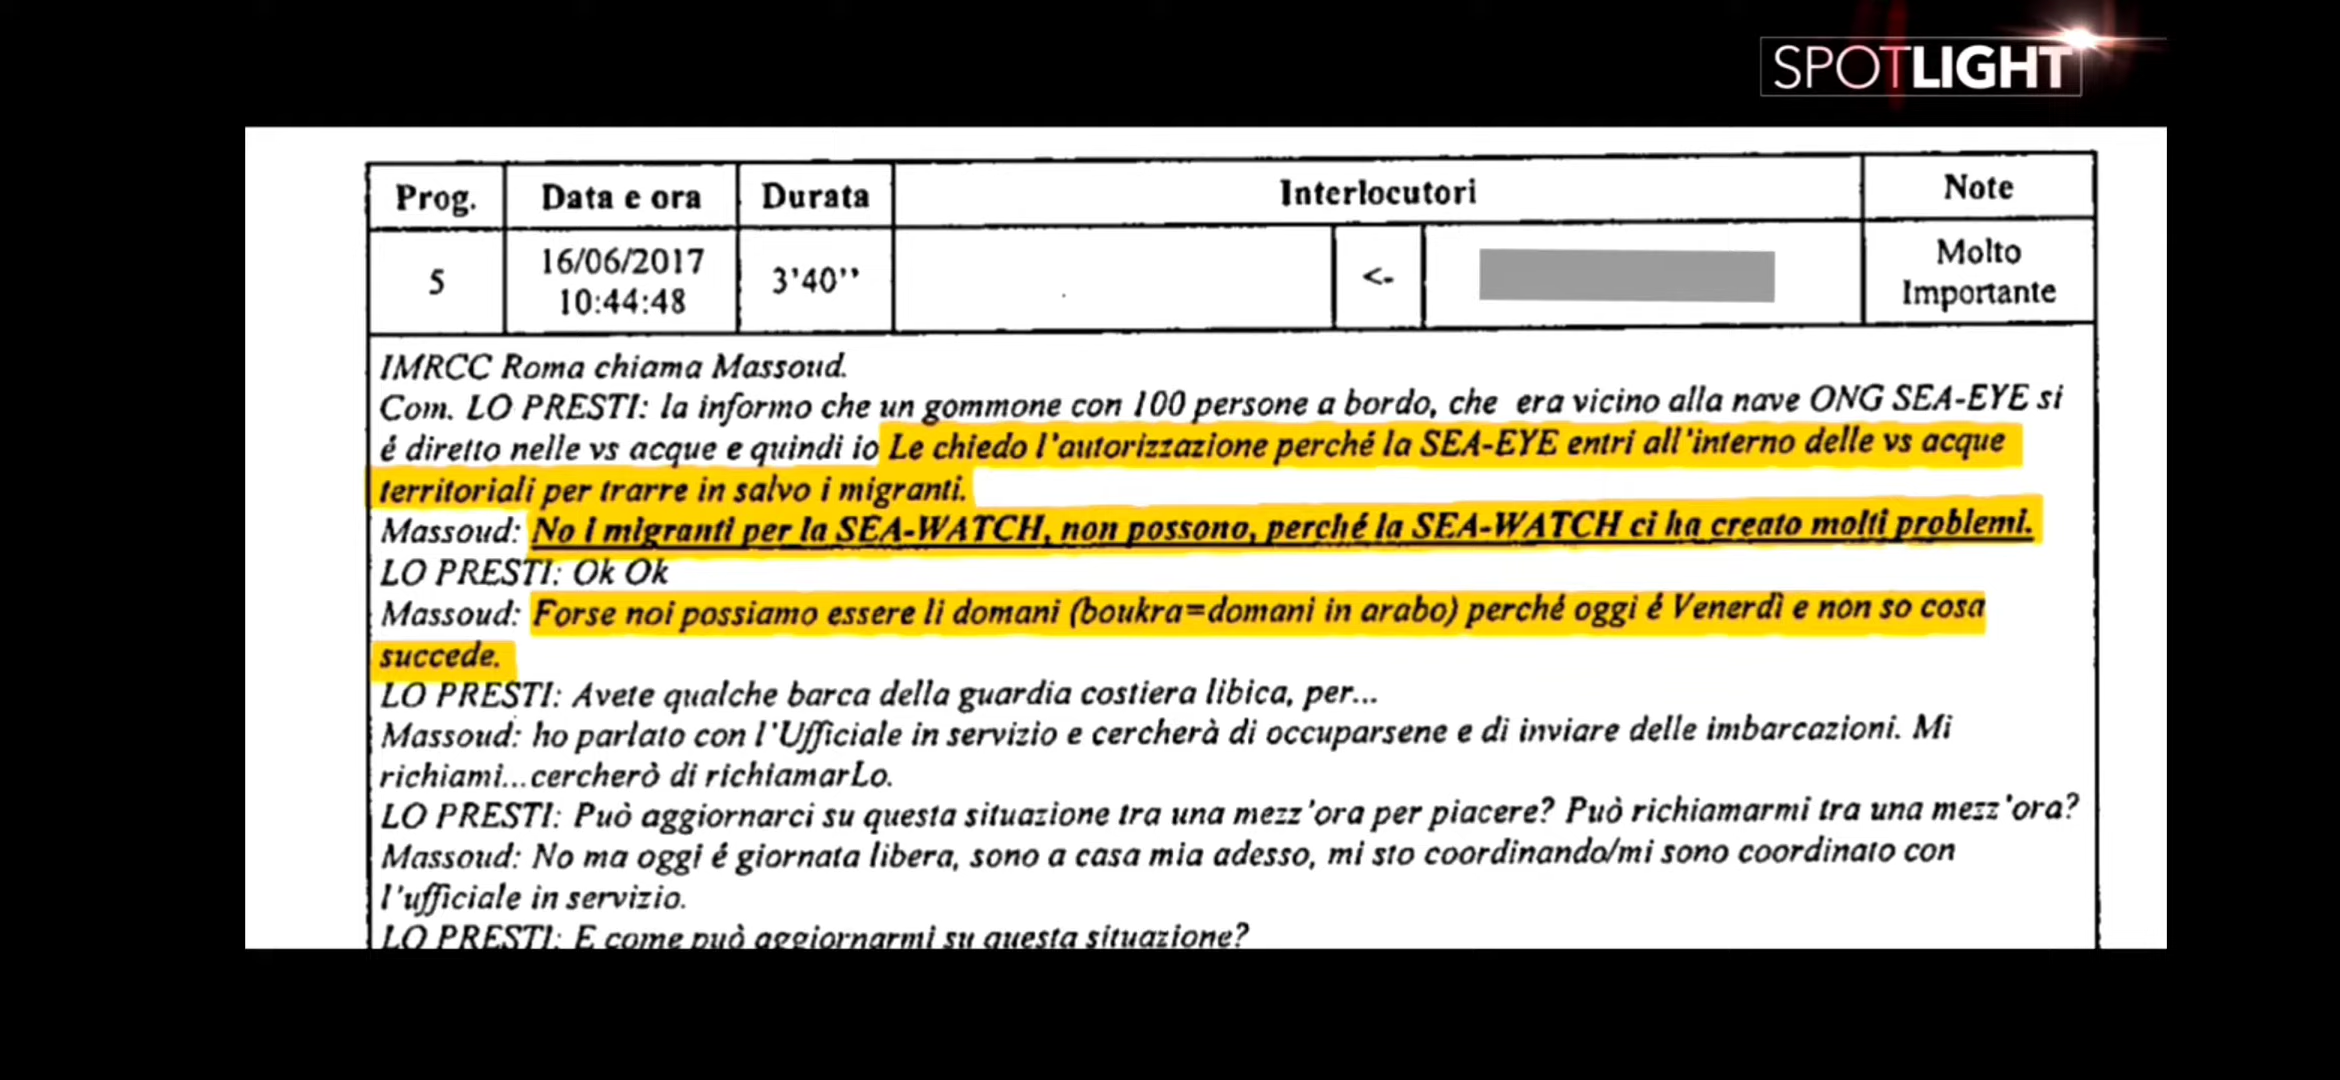 SPOTLIGHT
Prog. Data e ora Durata Interlocutori Note
5 16/06/2017 10:44:48 3'40'' <- Molto Importante
IMRCC Roma chiama Massoud.
Com. LO PRESTI: la informo che un gommone con 100 persone a bordo, che era vicino alla nave ONG SEA-EYE si
é diretto nelle vs acque e quindi io Le chiedo l'autorizzazione perché la SEA-EYE entri all'interno delle vs acque
territoriali per trarre in salvo i migranti.
Massoud: No i migranti per la SEA-WATCH, non possono, perché la SEA-WATCH ci ha creato molti problemi.
LO PRESTI: Ok Ok
Massoud: Forse noi possiamo essere li domani (boukra=domani in arabo) perché oggi é Venerdì e non so cosa
succede.
LO PRESTI: Avete qualche barca della guardia costiera libica, per...
Massoud: ho parlato con l'Ufficiale in servizio e cercherà di occuparsene e di inviare delle imbarcazioni. Mi
richiami...cercherò di richiamarLo.
LO PRESTI: Può aggiornarci su questa situazione tra una mezz'ora per piacere? Può richiamarmi tra una mezz'ora?
Massoud: No ma oggi é giornata libera, sono a casa mia adesso, mi sto coordinando/mi sono coordinato con
l'ufficiale in servizio.
LO PRESTI: E come può aggiornarmi su questa situazione?